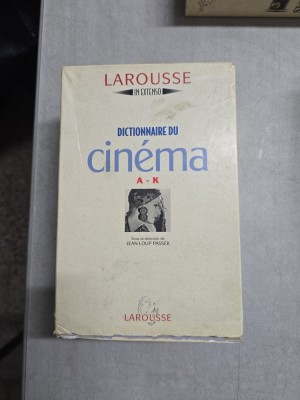 LAROUSSE
IN EXTENSO
DICTIONNAIRE DU
cinéma
A - K
Sous la direction de
JEAN-LOUP PASSEK
LAROUSSE